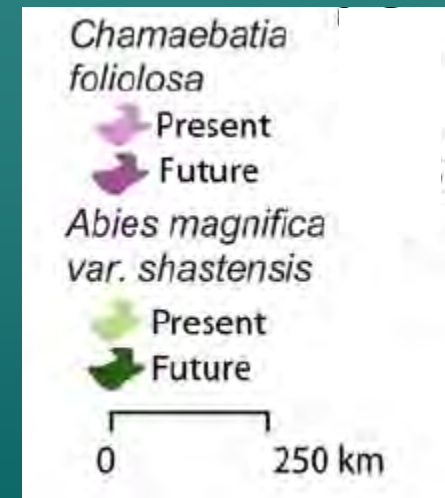 Chamaebatia
foliolosa
Present
Future
Abies magnifica
var. shastensis
Present
Future
0 250 km